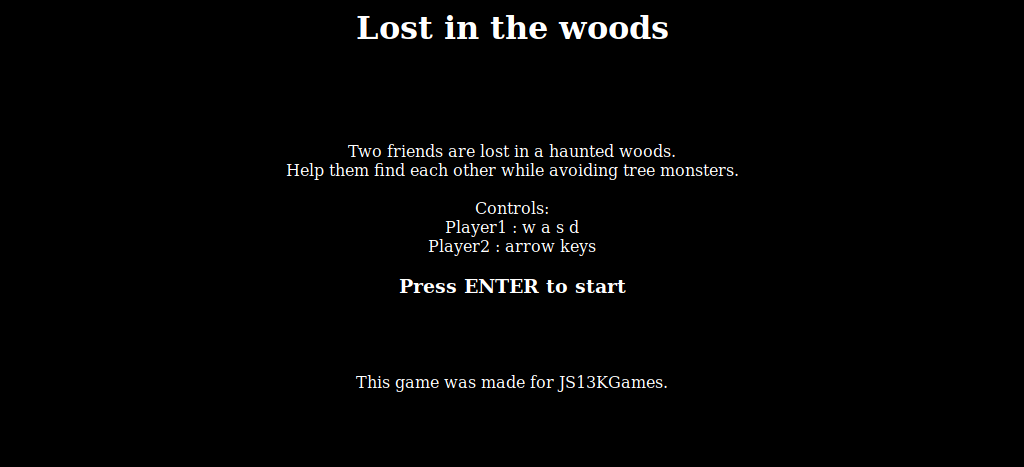 Lost in the woods
Two friends are lost in a haunted woods.
Help them find each other while avoiding tree monsters.
Controls:
Player1 : w a s d
Player2 : arrow keys
Press ENTER to start
This game was made for JS13KGames.